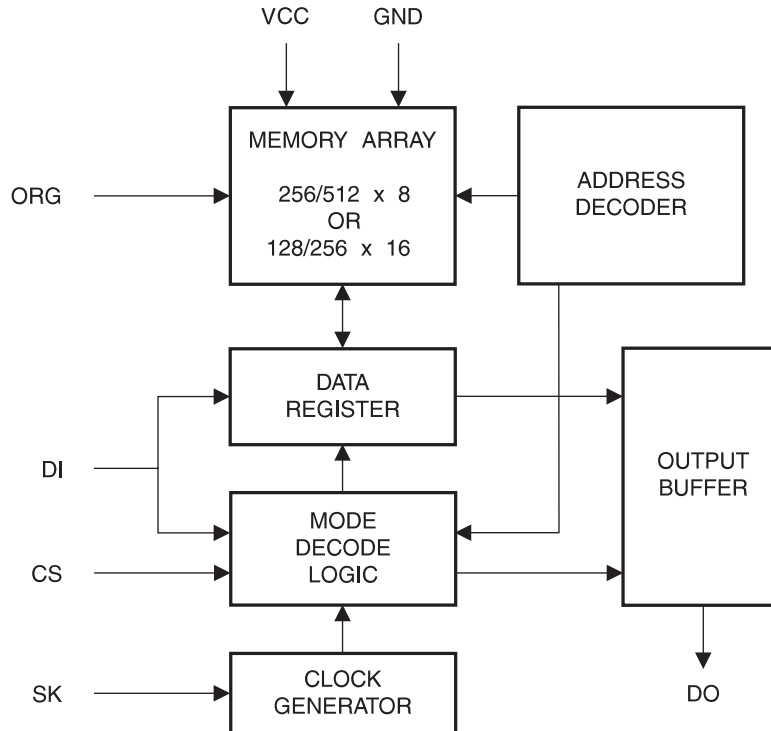 VCC
GND
MEMORY ARRAY
256/512 x 8
OR
128/256 x 16
ADDRESS
DECODER
ORG
DATA
REGISTER
DI
OUTPUT
BUFFER
MODE
DECODE
LOGIC
CS
CLOCK
GENERATOR
SK
DO